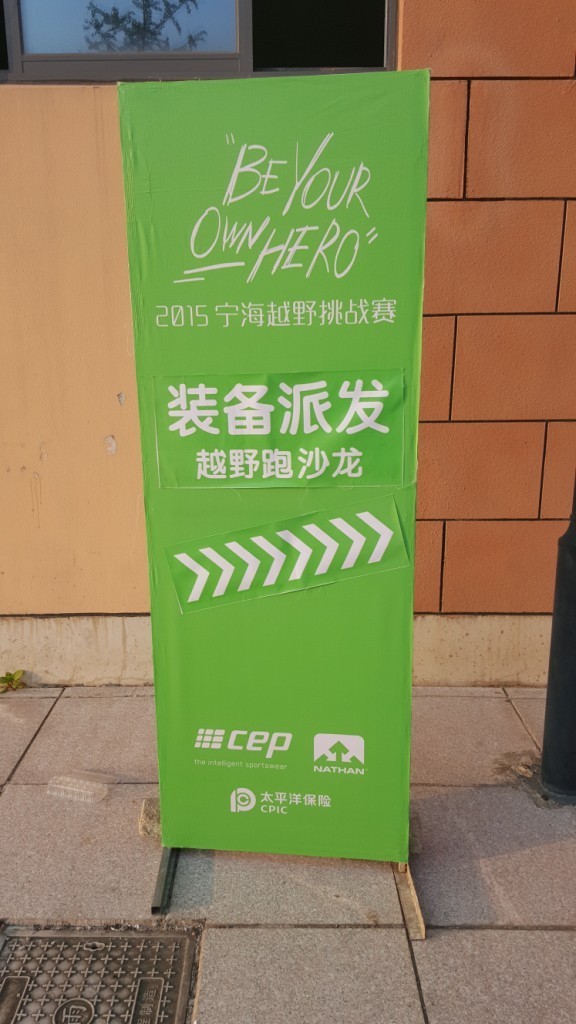 "BE YOUR
OWN HERO"
2015 宁海越野挑战赛
装备派发
越野跑沙龙
cep
the intelligent sportswear
NATHAN
太平洋保险
CPIC
雨